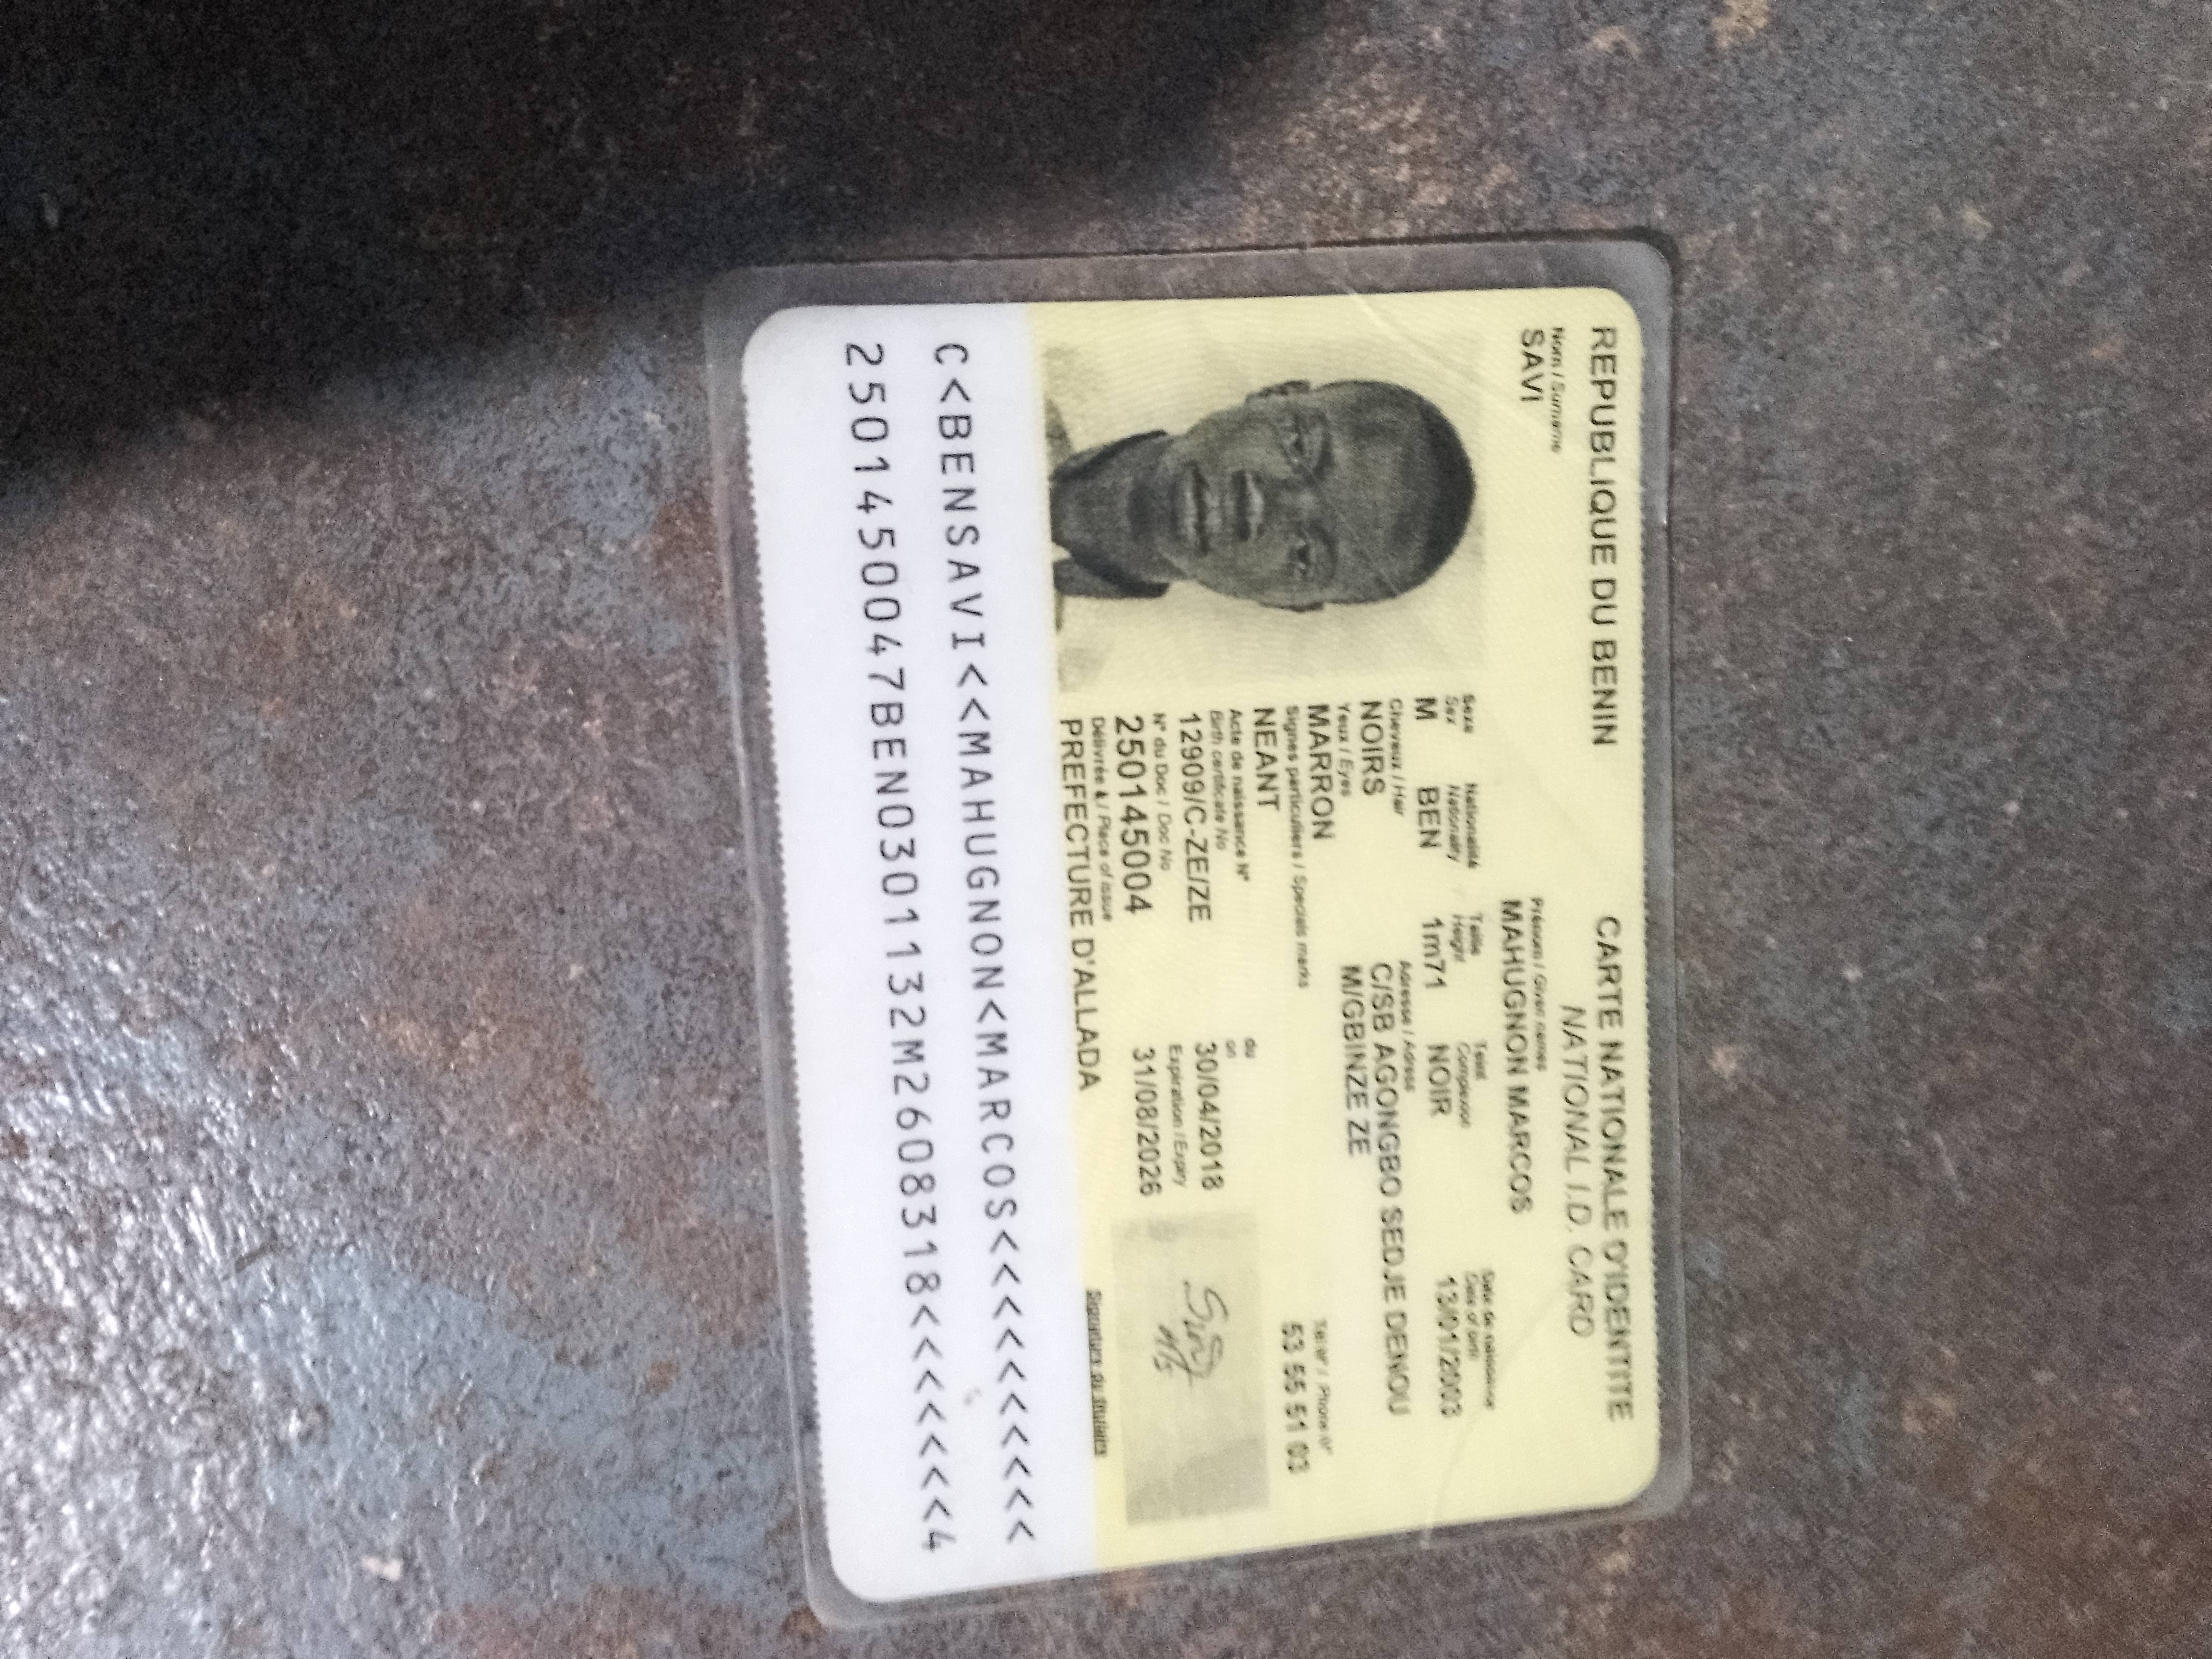 REPUBLIQUE DU BENIN
CARTE NATIONALE D'IDENTITE
NATIONAL I.D. CARD
Nom / Surname
SAVI
Prénom / Given names
MAHUGNON MARCOS
Sexe
Sex
M
Nationalité
Nationality
BEN
Taille
Height
1m71
Teint
Complexion
NOIR
Date de naissance
Date of birth
13/01/2003
Cheveux / Hair
NOIRS
Adresse / Adress
C/SB AGONGBO SEDJE DENOU
M/GBINZE ZE
Yeux / Eyes
MARRON
Signes particuliers / Specials marks
NEANT
Tél N° / Phone N°
53 55 51 03
Acte de naissance N°
Birth certificate No
12909/C-ZE/ZE
du
on
30/04/2018
N° du Doc / Doc No
250145004
Expiration / Expiry
31/08/2026
Délivrée à / Place of issue
PREFECTURE D'ALLADA
Signature du titulaire
C<BENSAVI<<MAHUGNON<MARCOS<<<<<<<<<<
2501450047BEN0301132M2608318<<<<<<<4